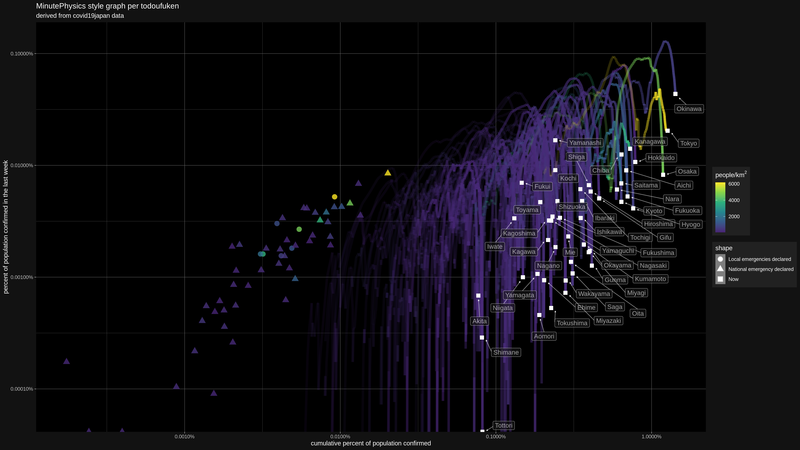 MinutePhysics style graph per todoufuken
derived from covid19japan data
0.10000%
0.01000%
0.00100%
0.00010%
percent of population confirmed in the last week
0.0010%
0.0100%
0.1000%
1.0000%
cumulative percent of population confirmed
Okinawa
Tokyo
Yamanashi
Kanagawa
Shiga
Hokkaido
Chiba
Osaka
Kochi
Fukui
Saitama
Aichi
Nara
Toyama
Shizuoka
Kyoto
Fukuoka
Ibaraki
Hiroshima
Hyogo
Kagoshima
Ishikawa
Tochigi
Gifu
Iwate
Kagawa
Mie
Yamaguchi
Fukushima
Nagano
Okayama
Nagasaki
Gunma
Kumamoto
Yamagata
Wakayama
Miyagi
Niigata
Ehime
Saga
Oita
Akita
Tokushima
Miyazaki
Aomori
Shimane
Tottori
people/km²
6000
4000
2000
shape
Local emergencies declared
National emergency declared
Now